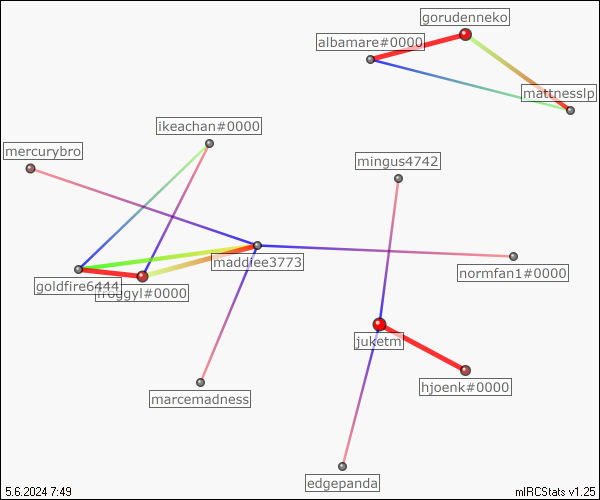 gorudenneko
albamare#0000
mattnesslp
ikeachan#0000
mercurybro
mingus4742
maddiee3773
normfan1#0000
goldfire6444
froggyl#0000
juketm
hjoenk#0000
marcemadness
edgepanda
5.6.2024 7:49
mIRCStats v1.25